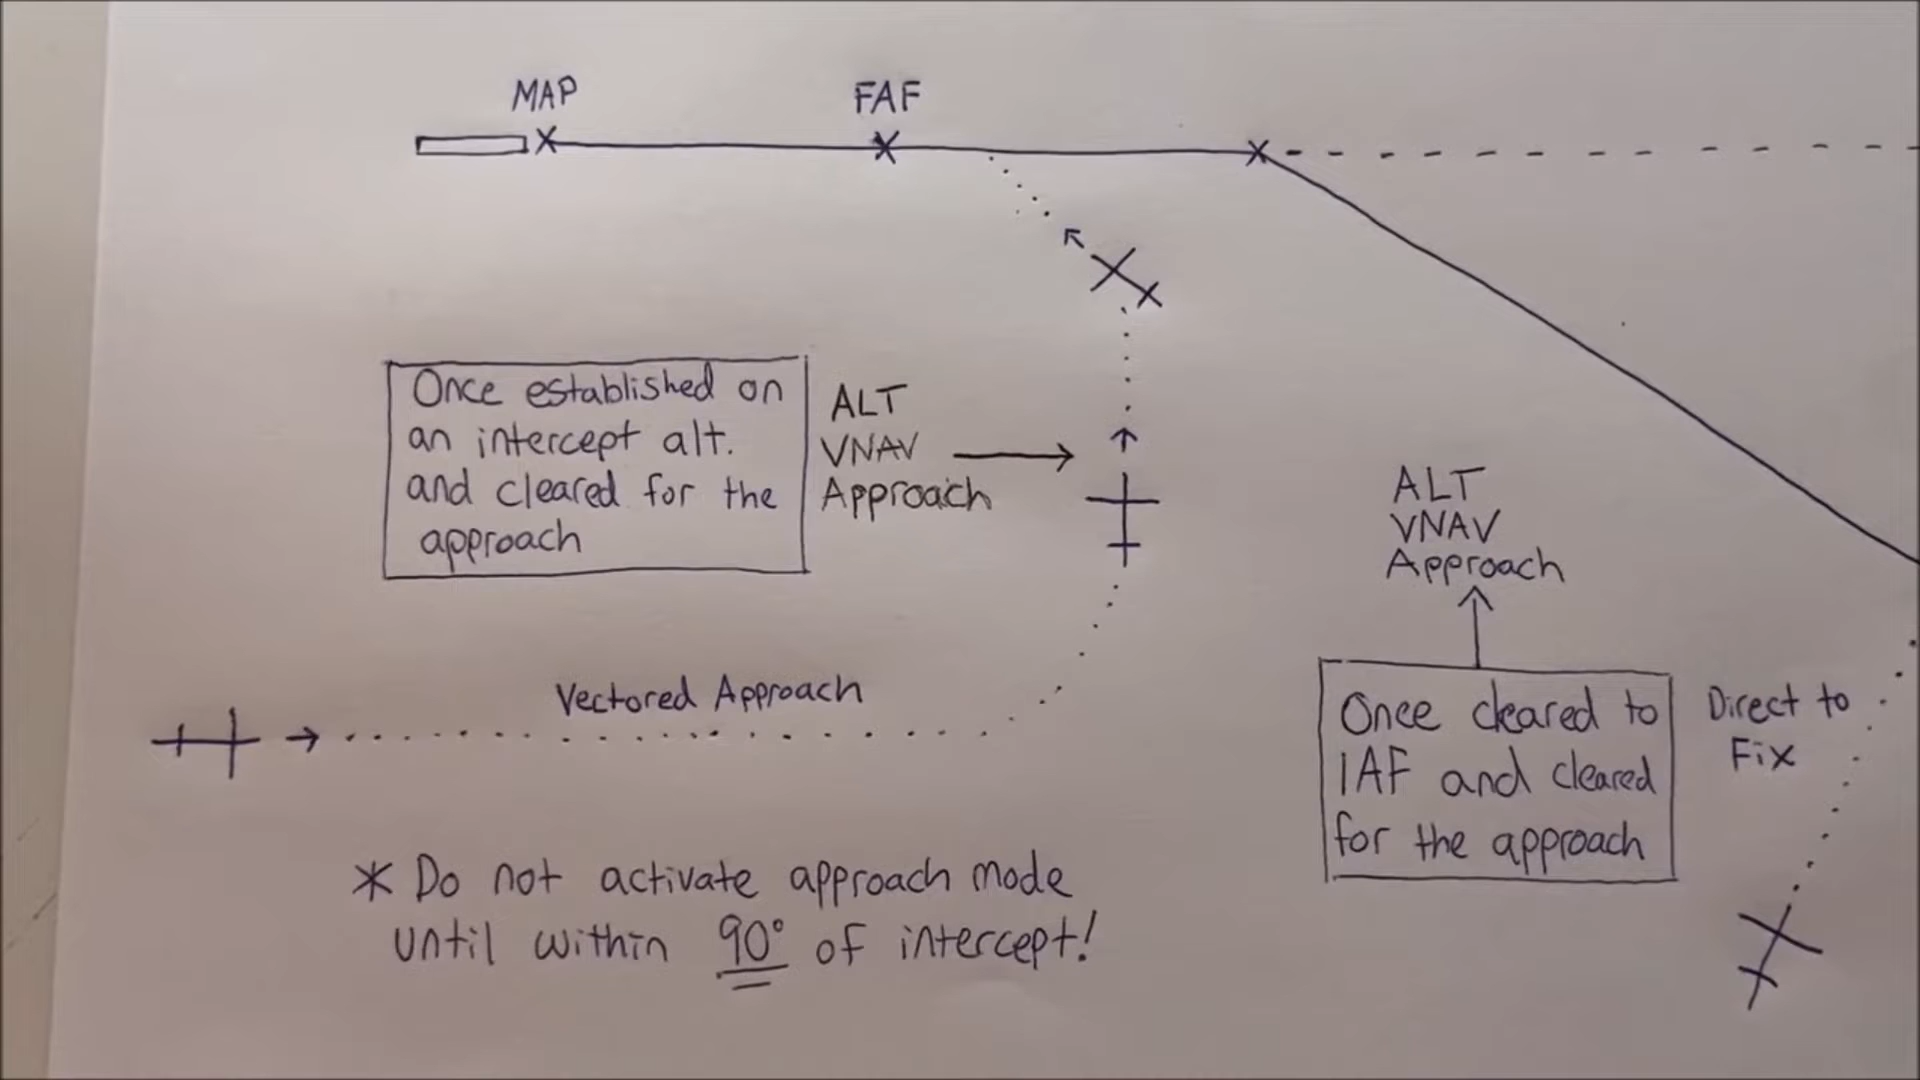 MAP
FAF
Once established on
an intercept alt.
and cleared for the
approach
ALT
VNAV
Approach
ALT
VNAV
Approach
Vectored Approach
Once cleared to
IAF and cleared
for the approach
Direct to
Fix
* Do not activate approach mode
until within 90° of intercept!